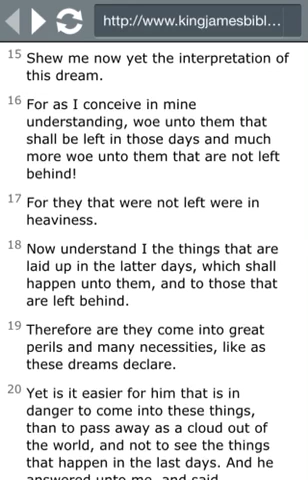 http://www.kingjamesbibl...
15 Shew me now yet the interpretation of
this dream.
16 For as I conceive in mine
understanding, woe unto them that
shall be left in those days and much
more woe unto them that are not left
behind!
17 For they that were not left were in
heaviness.
18 Now understand I the things that are
laid up in the latter days, which shall
happen unto them, and to those that
are left behind.
19 Therefore are they come into great
perils and many necessities, like as
these dreams declare.
20 Yet is it easier for him that is in
danger to come into these things,
than to pass away as a cloud out of
the world, and not to see the things
that happen in the last days. And he
answered unto me, and said